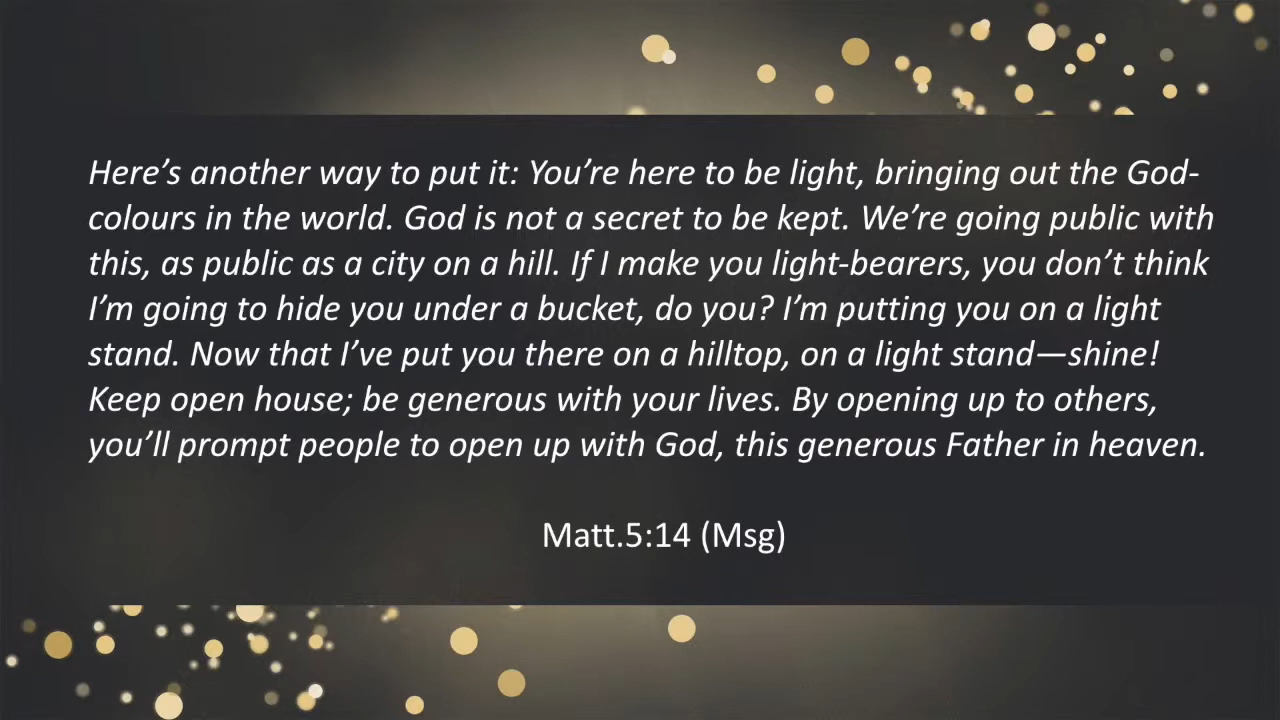 Here’s another way to put it: You’re here to be light, bringing out the God-
colours in the world. God is not a secret to be kept. We’re going public with
this, as public as a city on a hill. If I make you light-bearers, you don’t think
I’m going to hide you under a bucket, do you? I’m putting you on a light
stand. Now that I’ve put you there on a hilltop, on a light stand—shine!
Keep open house; be generous with your lives. By opening up to others,
you’ll prompt people to open up with God, this generous Father in heaven.
Matt.5:14 (Msg)